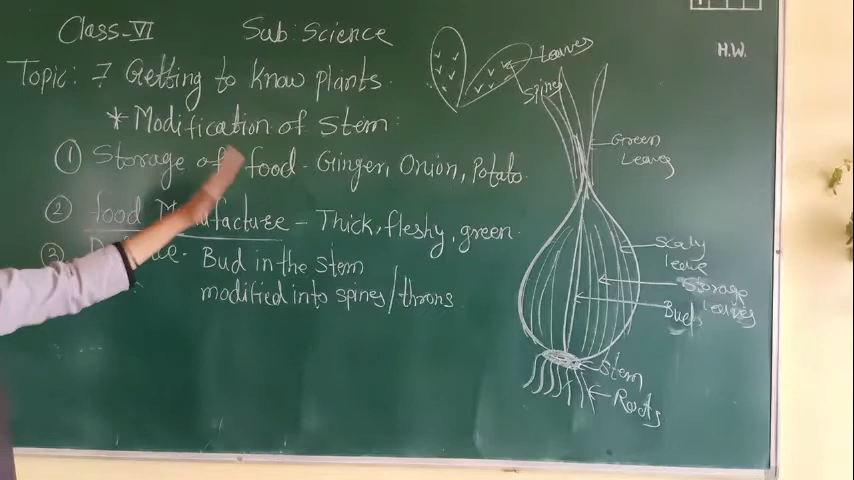 Class-VI Sub: Science
Topic: 7 Getting to know plants.
* Modification of Stem:
① Storage of food - Ginger, Onion, Potato.
② food Manufacture - Thick, fleshy, green.
③ Bud in the stem
modified into spines/throns
Leaves
Spines
Green
Leaves
Scaly
leave
Storage
leaves
Buds
Stem
Roots
H.W.